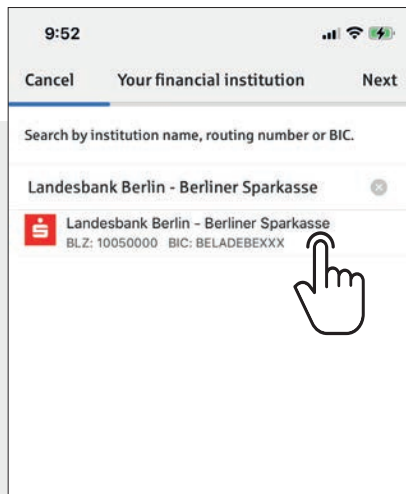 9:52
Cancel Your financial institution Next
Search by institution name, routing number or BIC.
Landesbank Berlin - Berliner Sparkasse
Landesbank Berlin - Berliner Sparkasse
BLZ: 10050000 BIC: BELADEBEXXX